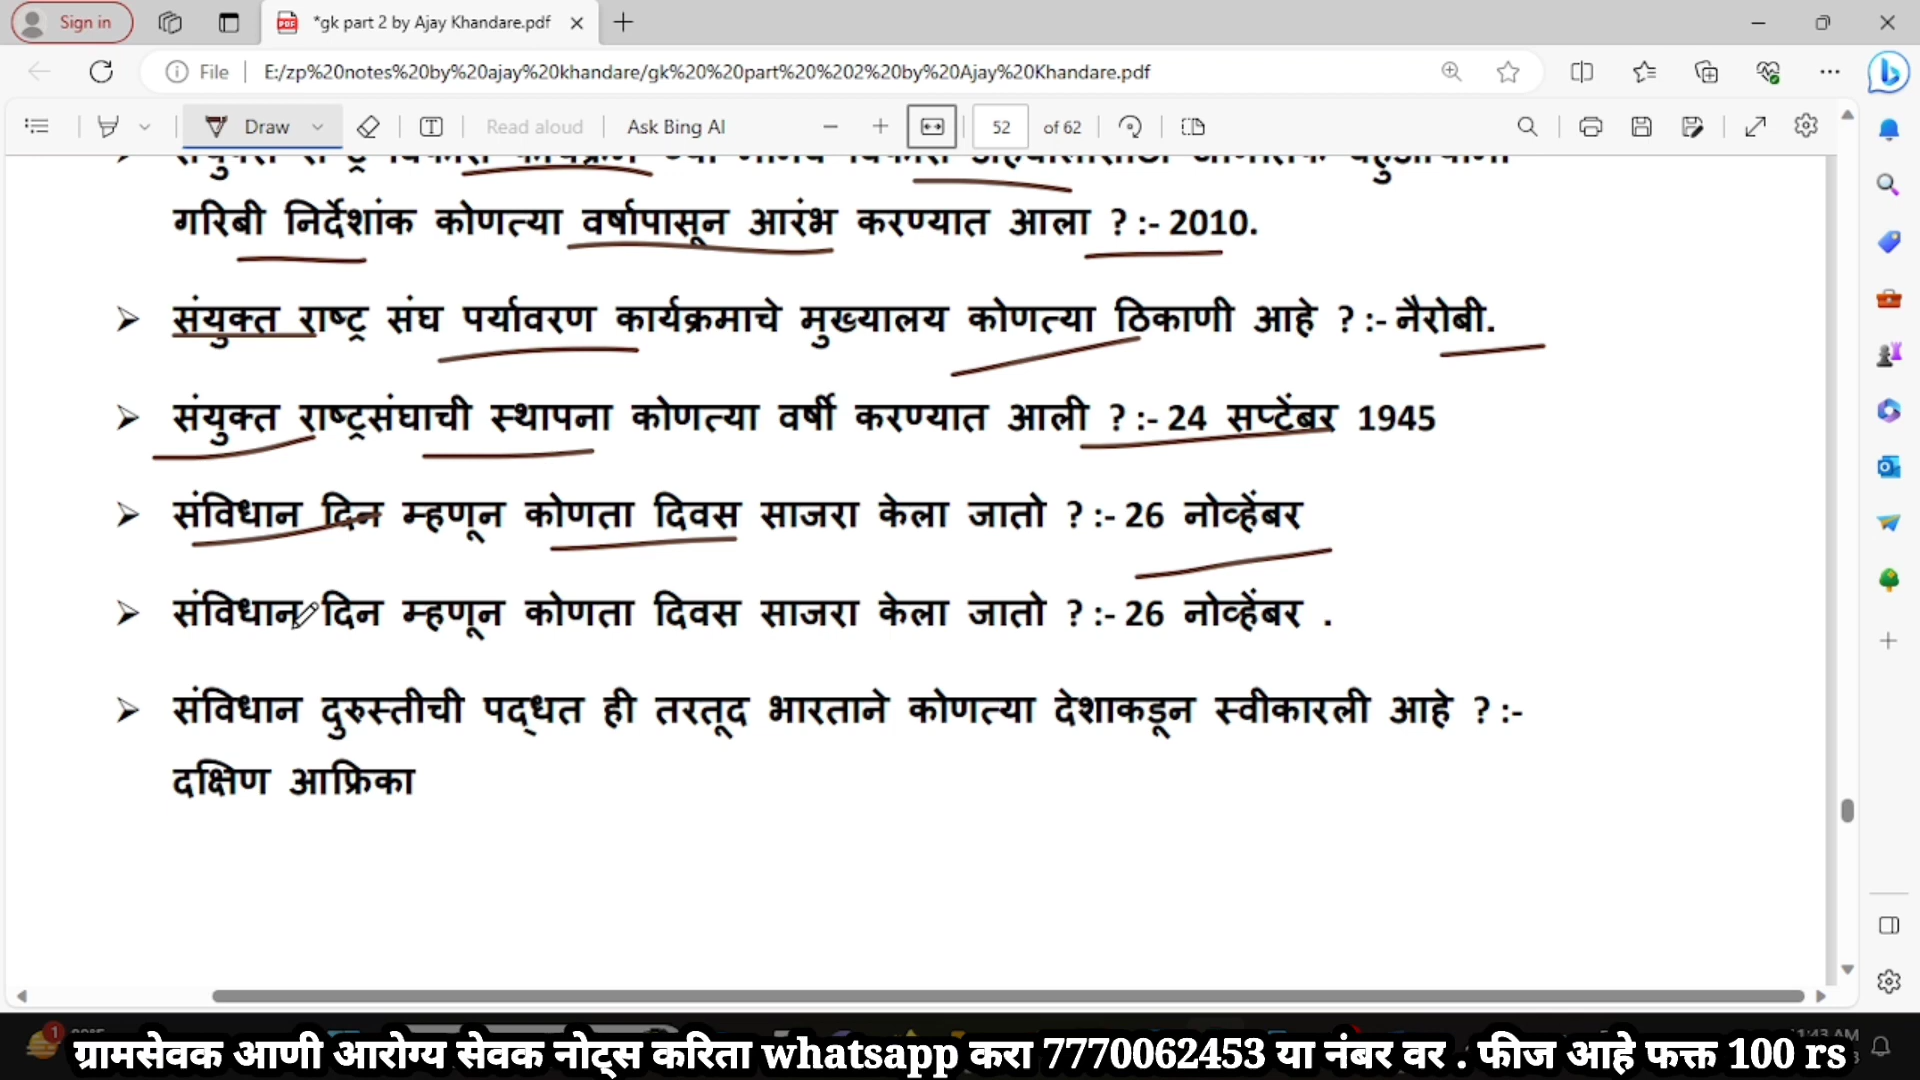 Sign in
*gk part 2 by Ajay Khandare.pdf
File
E:/zp%20notes%20by%20ajay%20khandare/gk%20%20part%20%202%20by%20Ajay%20Khandare.pdf
Draw
Read aloud
Ask Bing AI
52 of 62
गरिबी निर्देशांक कोणत्या वर्षापासून आरंभ करण्यात आला ? :- 2010.
➢ संयुक्त राष्ट्र संघ पर्यावरण कार्यक्रमाचे मुख्यालय कोणत्या ठिकाणी आहे ? :- नैरोबी.
➢ संयुक्त राष्ट्रसंघाची स्थापना कोणत्या वर्षी करण्यात आली ? :- 24 सप्टेंबर 1945
➢ संविधान दिन म्हणून कोणता दिवस साजरा केला जातो ? :- 26 नोव्हेंबर
➢ संविधान दिन म्हणून कोणता दिवस साजरा केला जातो ? :- 26 नोव्हेंबर .
➢ संविधान दुरुस्तीची पद्धत ही तरतूद भारताने कोणत्या देशाकडून स्वीकारली आहे ? :-
दक्षिण आफ्रिका
ग्रामसेवक आणी आरोग्य सेवक नोट्स करिता whatsapp करा 7770062453 या नंबर वर . फीज आहे फक्त 100 rs